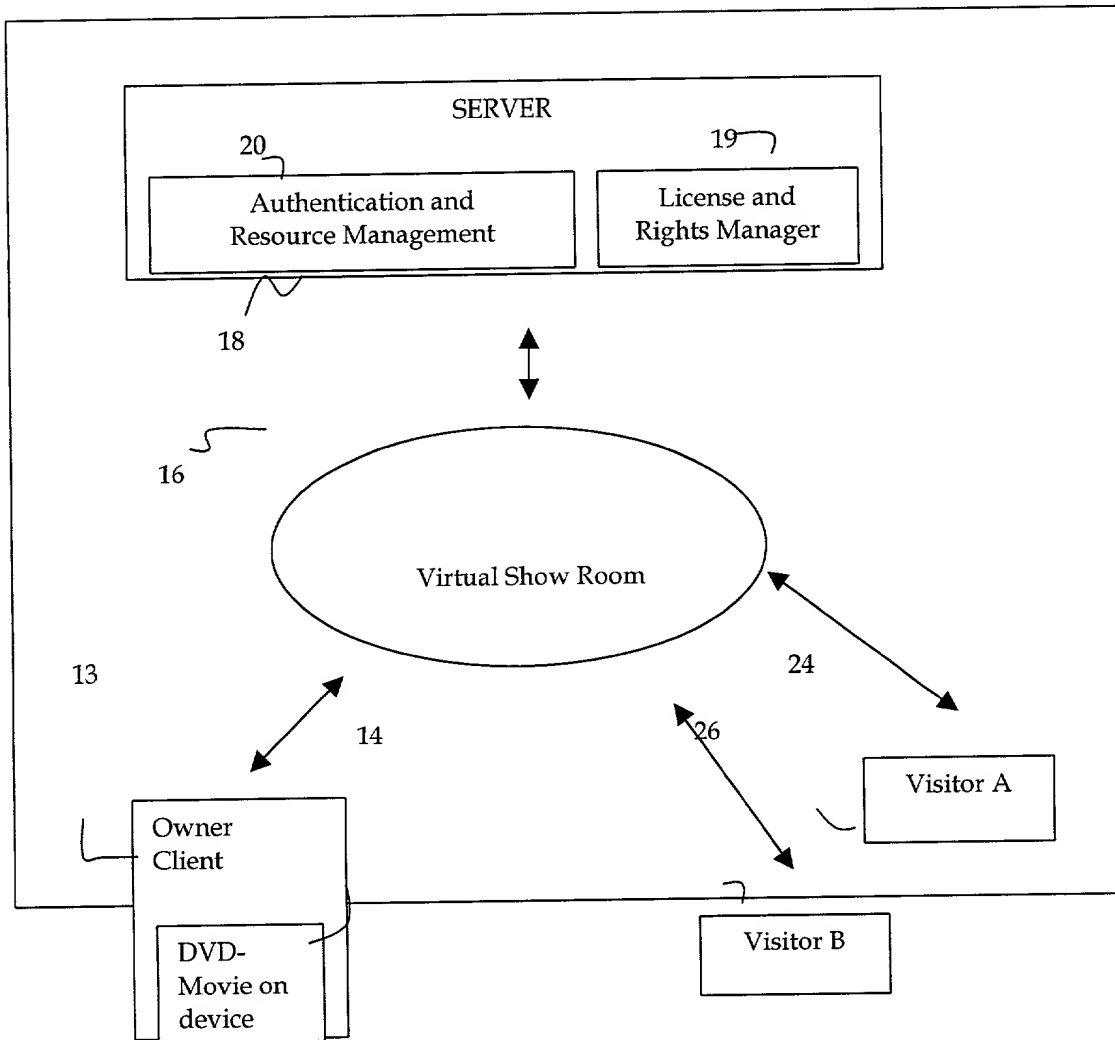 SERVER
20
19
Authentication and
Resource Management
License and
Rights Manager
18
16
Virtual Show Room
13
24
14
26
Visitor A
Owner
Client
Visitor B
DVD-
Movie on
device